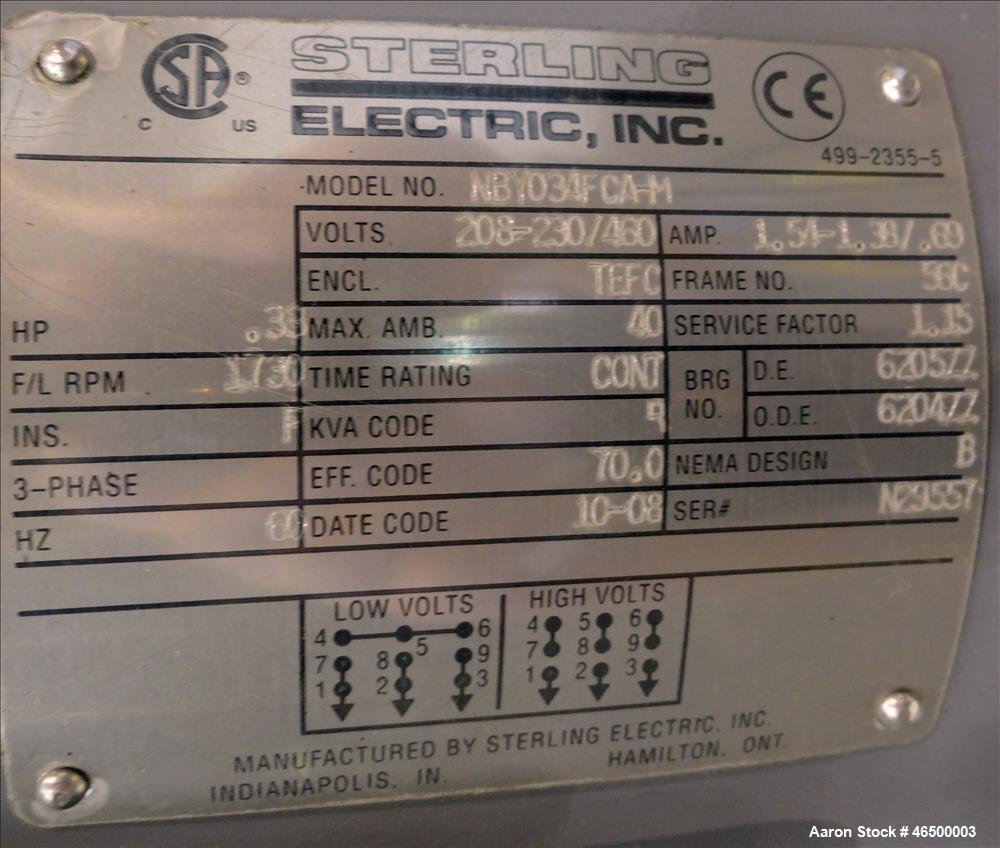 CSA ®
C US
STERLING
ELECTRIC, INC.
CE
499-2355-5
MODEL NO. NBY034FCA-M
VOLTS 208-230/460 AMP. 1.54-1.38/.69
ENCL. TEFC FRAME NO. 56C
HP MAX. AMB. 40 SERVICE FACTOR 1.15
F/L RPM 1730 TIME RATING CONT BRG NO. D.E. 6205ZZ
INS. F KVA CODE O.D.E. 6204ZZ
3-PHASE EFF. CODE 70.0 NEMA DESIGN B
HZ 60 DATE CODE 10-08 SER# N29557
LOW VOLTS HIGH VOLTS
4 5 6 4 5 6
7 8 9 7 8 9
1 2 3 1 2 3
MANUFACTURED BY STERLING ELECTRIC, INC.
INDIANAPOLIS, IN. HAMILTON, ONT.
Aaron Stock # 46500003